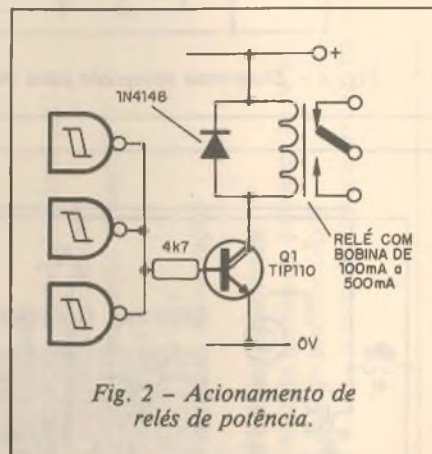 +
1N4148
4k7
Q1
TIP110
RELÉ COM
BOBINA DE
100mA a
500mA
0V
Fig. 2 – Acionamento de
relés de potência.